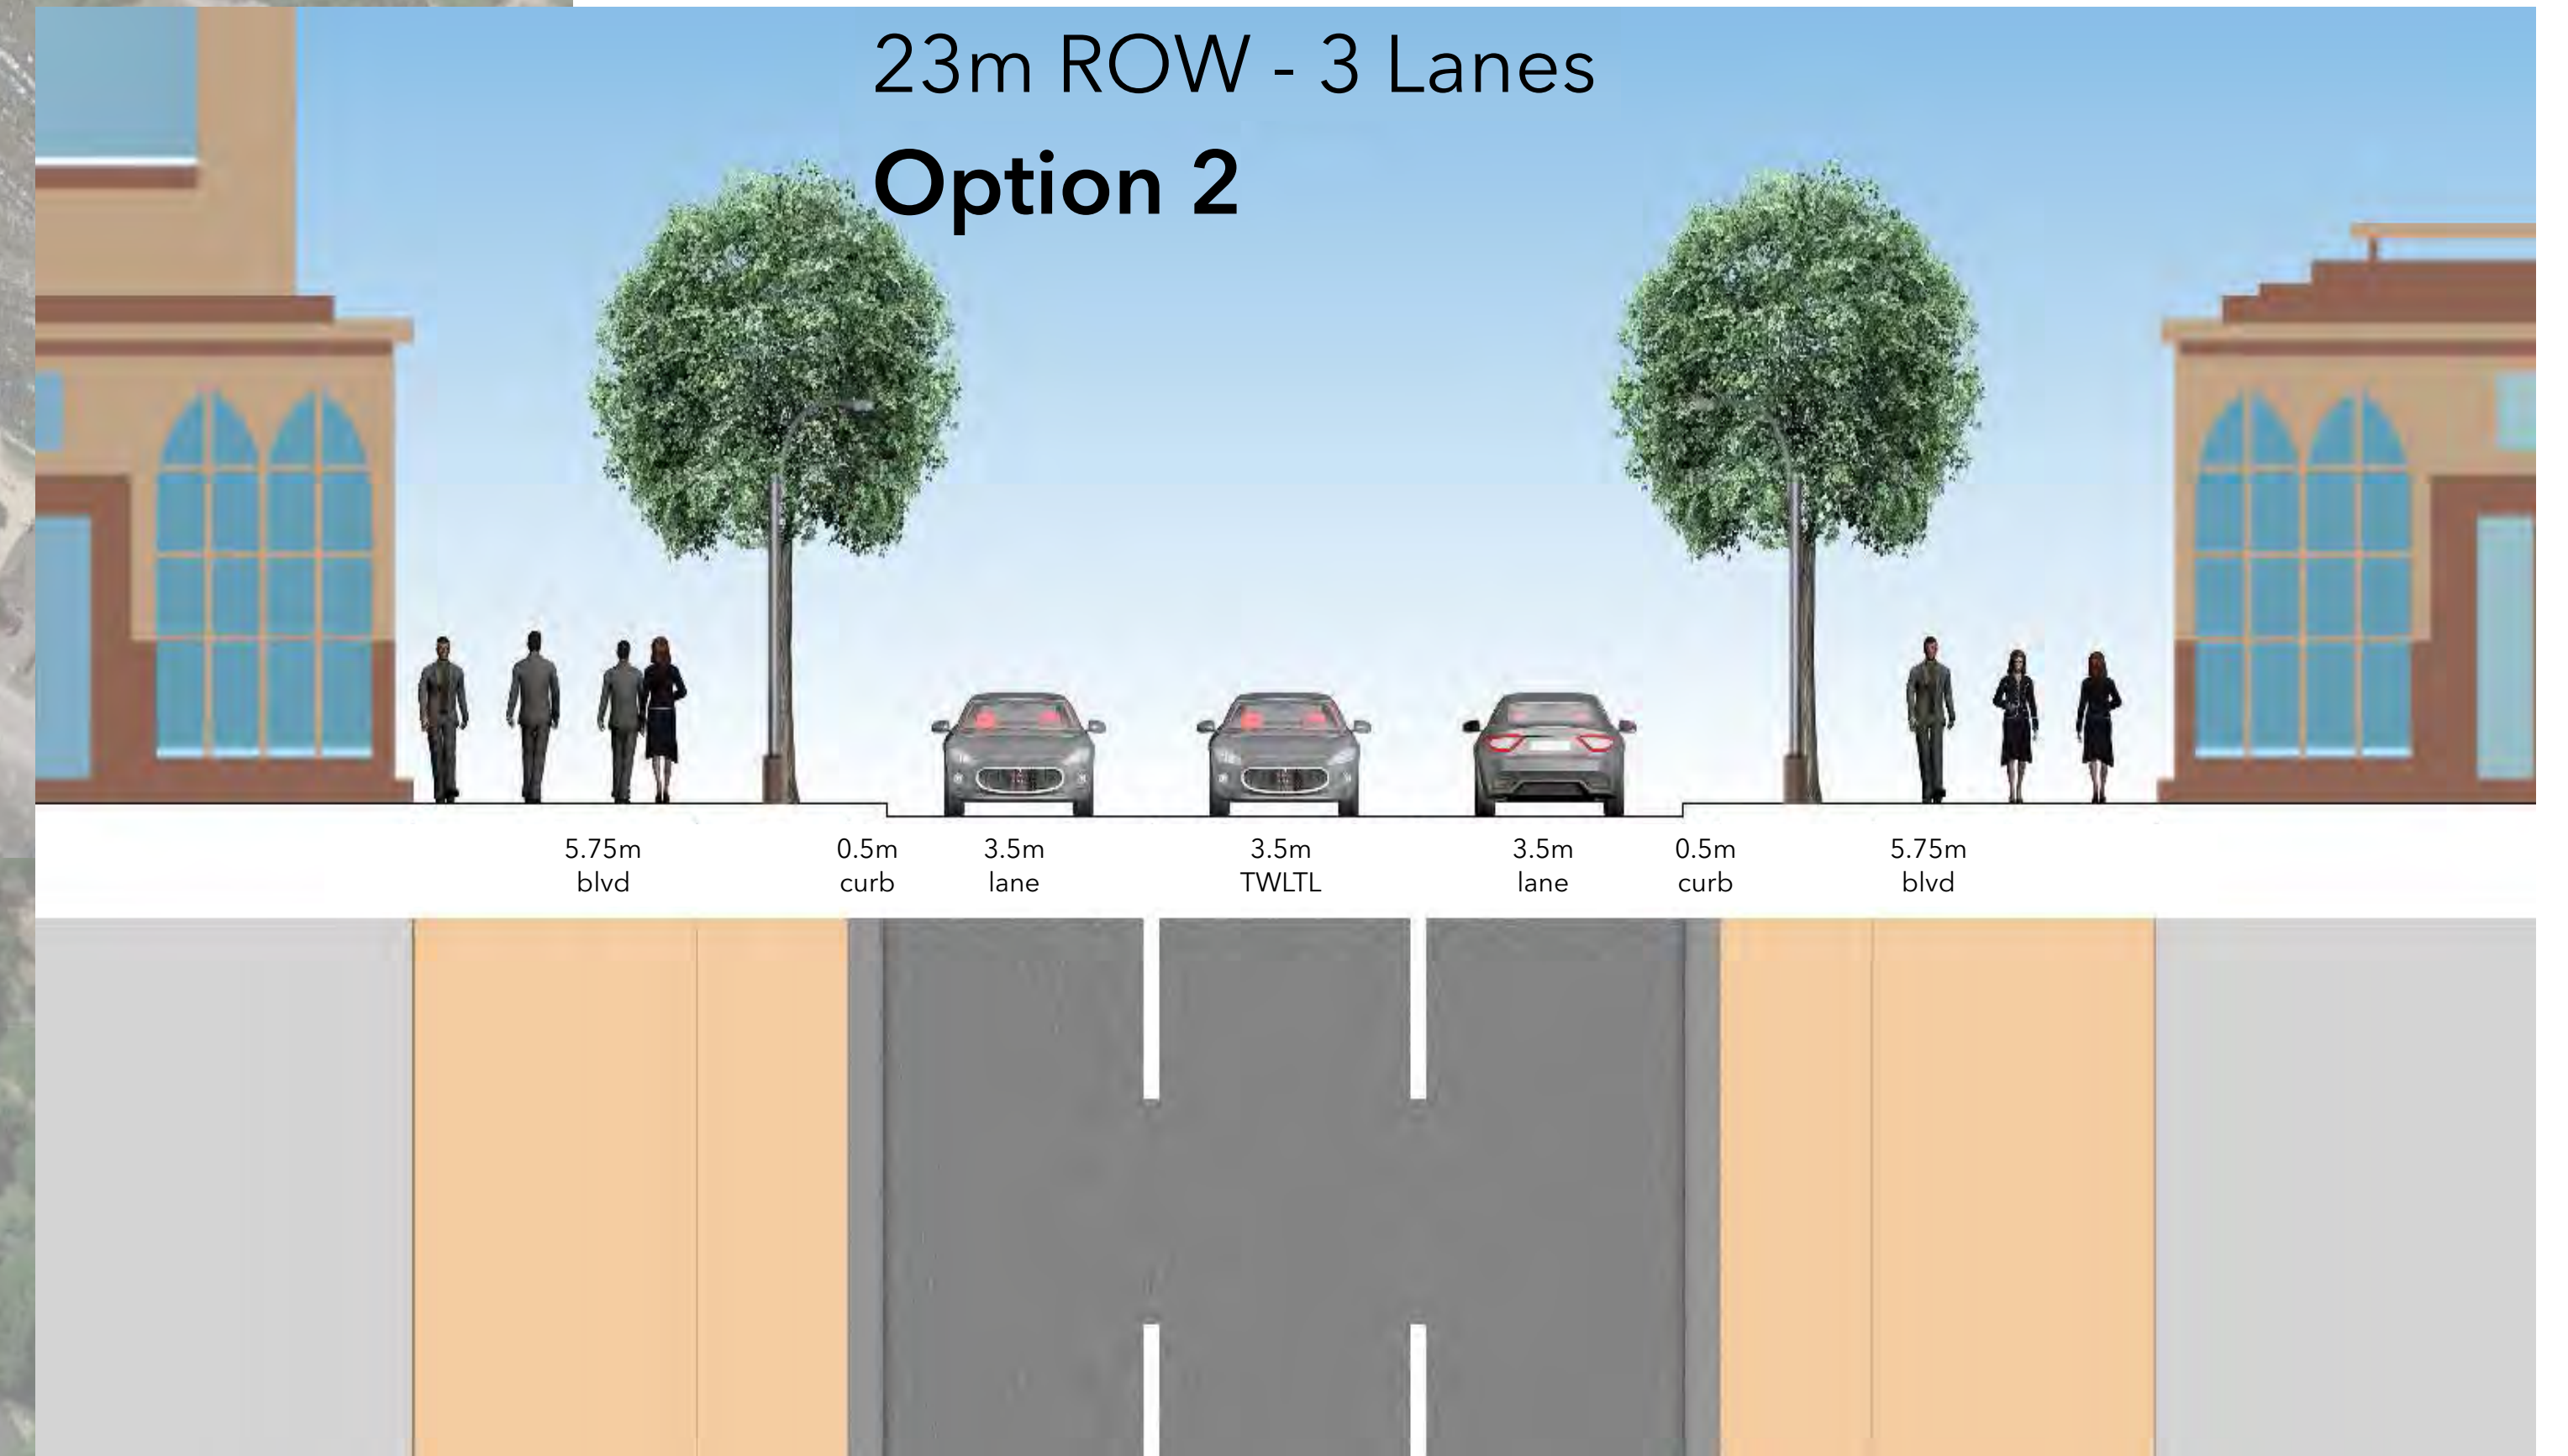 23m ROW - 3 Lanes
Option 2
5.75m
blvd
0.5m
curb
3.5m
lane
3.5m
TWLTL
3.5m
lane
0.5m
curb
5.75m
blvd